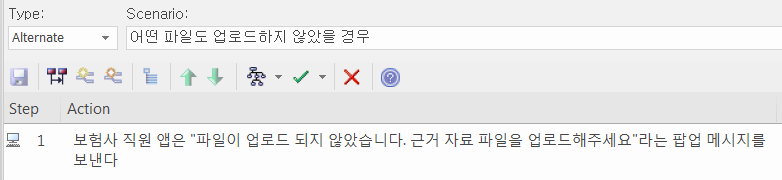 Type: Scenario:
Alternate 어떤 파일도 업로드하지 않았을 경우
Step Action
1 보험사 직원 앱은 "파일이 업로드 되지 않았습니다. 근거 자료 파일을 업로드해주세요"라는 팝업 메시지를
보낸다